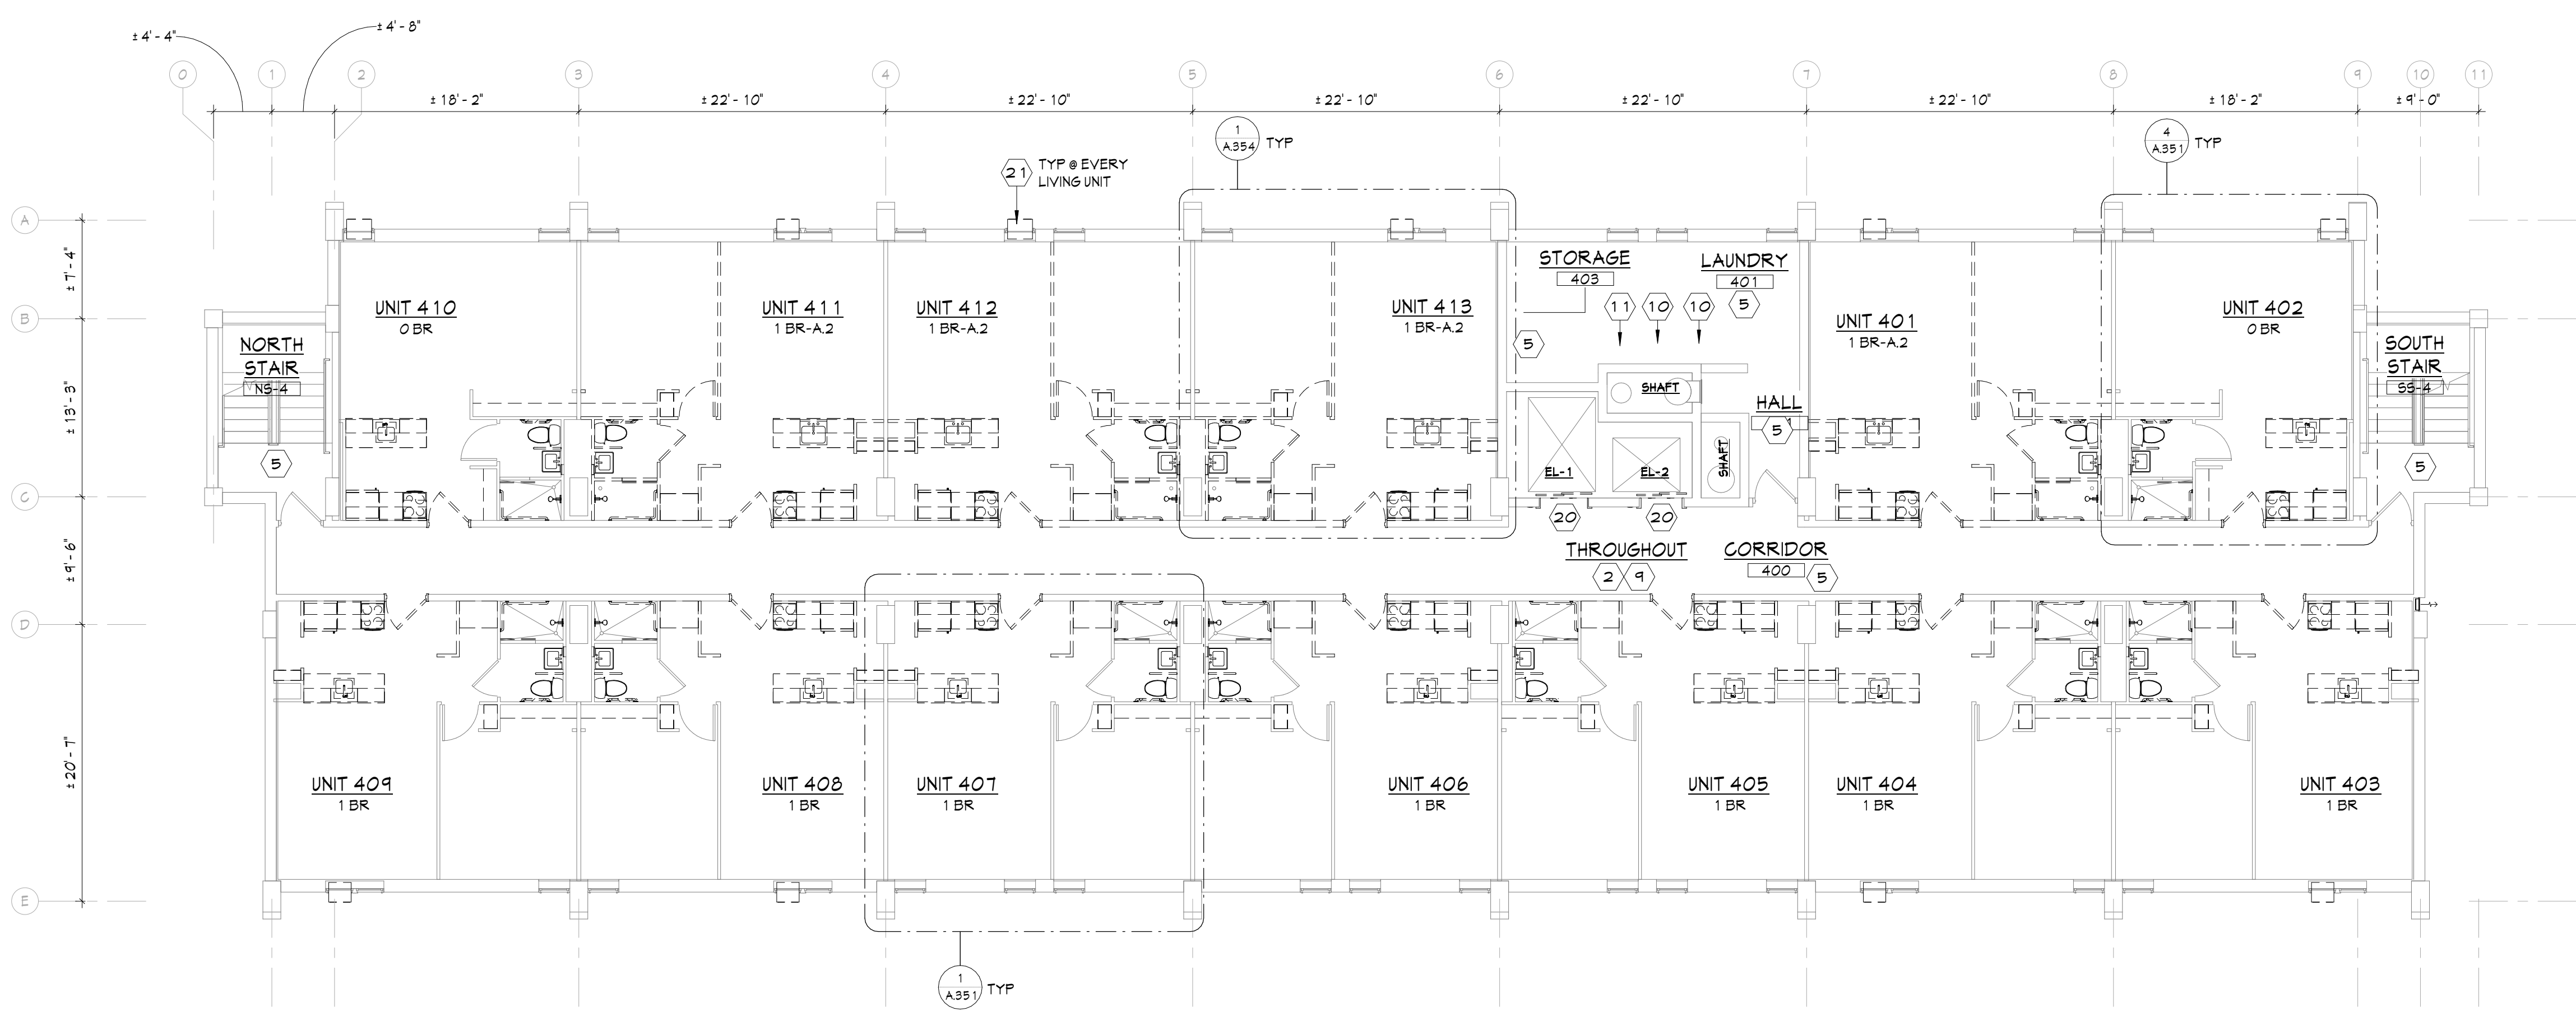 ± 4' - 4"
± 4' - 8"
0
1
2
3
4
5
6
7
8
9
10
11
± 18' - 2"
± 22' - 10"
± 22' - 10"
± 22' - 10"
± 22' - 10"
± 22' - 10"
± 18' - 2"
± 9' - 0"
1
A.354
TYP
4
A.351
TYP
21
TYP @ EVERY
LIVING UNIT
A
B
C
D
E
± 7' - 4"
± 13' - 3"
± 9' - 6"
± 20' - 7"
NORTH
STAIR
NS-4
5
UNIT 410
0 BR
UNIT 411
1 BR-A.2
UNIT 412
1 BR-A.2
UNIT 413
1 BR-A.2
STORAGE
403
LAUNDRY
401
5
11
10
10
5
SHAFT
HALL
5
SHAFT
EL-1
EL-2
20
20
UNIT 401
1 BR-A.2
UNIT 402
0 BR
SOUTH
STAIR
SS-4
5
THROUGHOUT
2
9
CORRIDOR
400
5
UNIT 409
1 BR
UNIT 408
1 BR
UNIT 407
1 BR
UNIT 406
1 BR
UNIT 405
1 BR
UNIT 404
1 BR
UNIT 403
1 BR
1
A.351
TYP